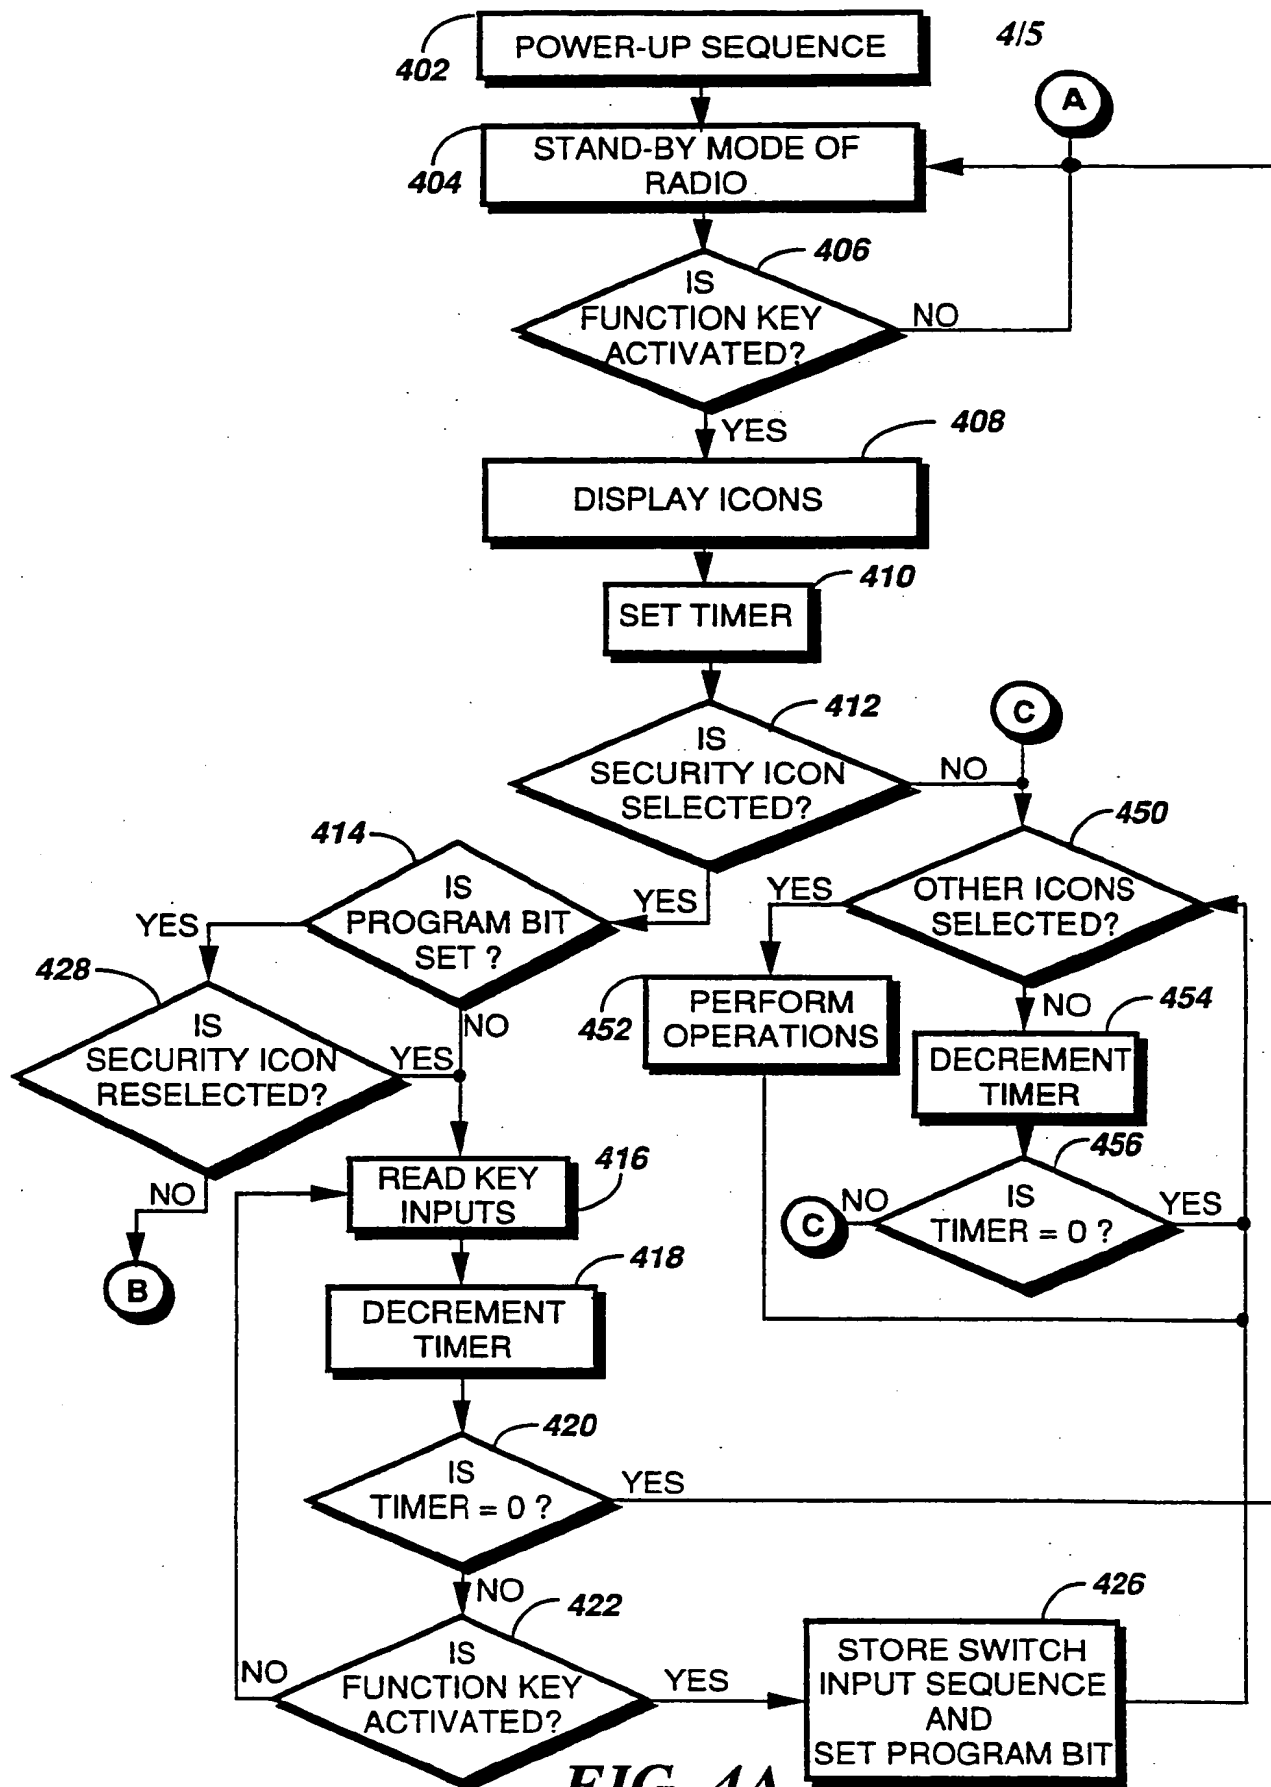 4/5
402
POWER-UP SEQUENCE
A
404
STAND-BY MODE OF
RADIO
406
IS
FUNCTION KEY
ACTIVATED?
NO
YES
408
DISPLAY ICONS
410
SET TIMER
412
IS
SECURITY ICON
SELECTED?
NO
C
YES
414
IS
PROGRAM BIT
SET ?
YES
NO
450
OTHER ICONS
SELECTED?
YES
NO
428
IS
SECURITY ICON
RESELECTED?
YES
NO
B
452
PERFORM
OPERATIONS
454
DECREMENT
TIMER
456
IS
TIMER = 0 ?
NO
C
YES
416
READ KEY
INPUTS
418
DECREMENT
TIMER
420
IS
TIMER = 0 ?
YES
NO
422
IS
FUNCTION KEY
ACTIVATED?
NO
YES
426
STORE SWITCH
INPUT SEQUENCE
AND
SET PROGRAM BIT
FIG. 4A